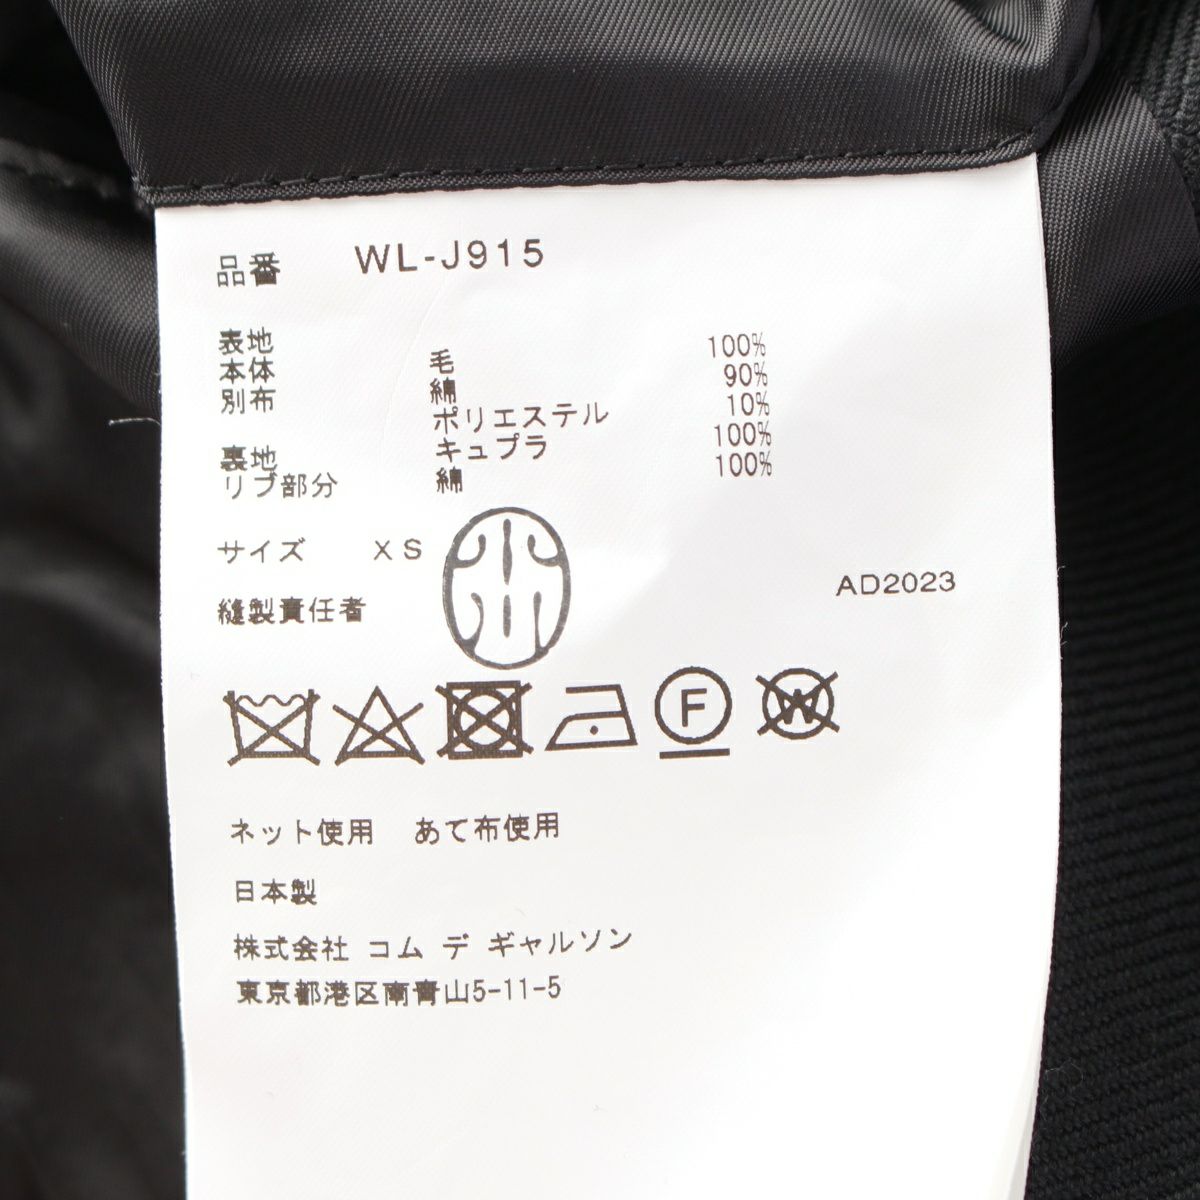 品番 WL-J915
表地
本体 毛 100%
別布 綿 90%
ポリエステル 10%
裏地 キュプラ 100%
リブ部分 綿 100%
サイズ XS
縫製責任者
AD2023
F
W
ネット使用 あて布使用
日本製
株式会社 コム デ ギャルソン
東京都港区南青山5-11-5